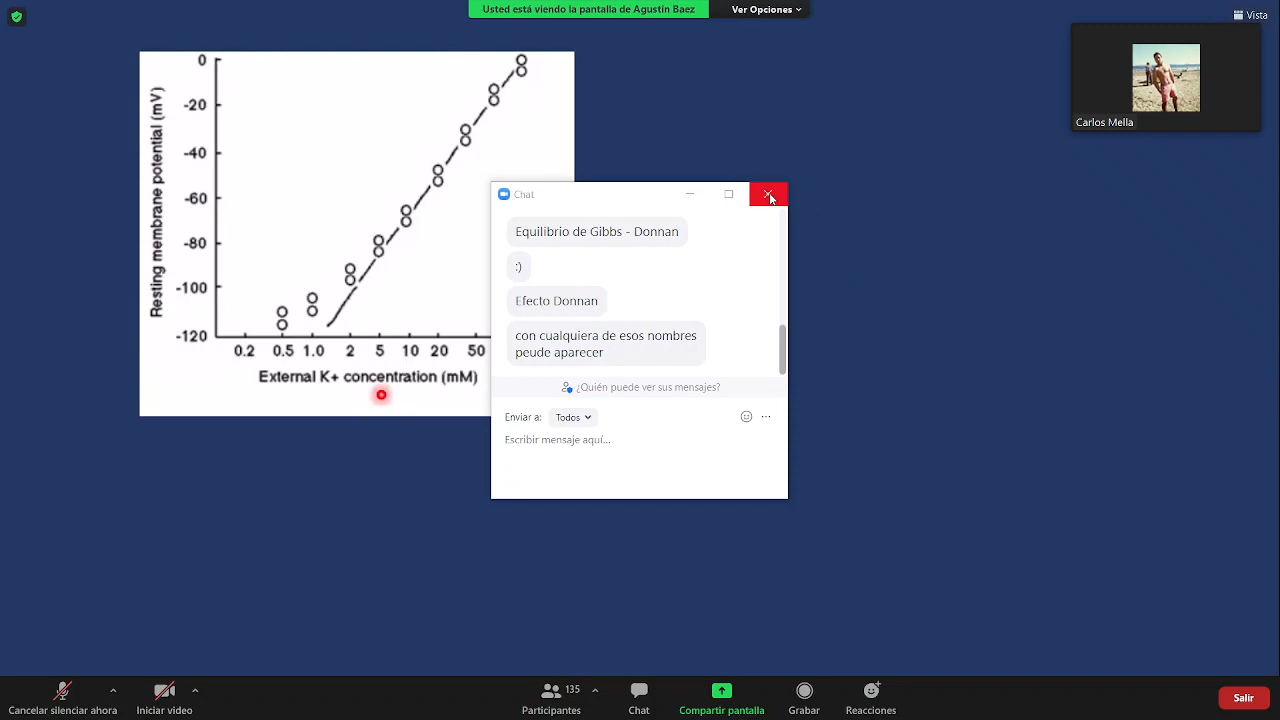 Usted está viendo la pantalla de Agustín Baez
Ver Opciones
Vista
Carlos Mella
Resting membrane potential (mV)
0
-20
-40
-60
-80
-100
-120
0.2 0.5 1.0 2 5 10 20 50
External K+ concentration (mM)
Chat
Equilibrio de Gibbs - Donnan
:)
Efecto Donnan
con cualquiera de esos nombres
peude aparecer
¿Quién puede ver sus mensajes?
Enviar a: Todos
Escribir mensaje aquí...
Cancelar silenciar ahora
Iniciar video
135
Participantes
Chat
Compartir pantalla
Grabar
Reacciones
Salir